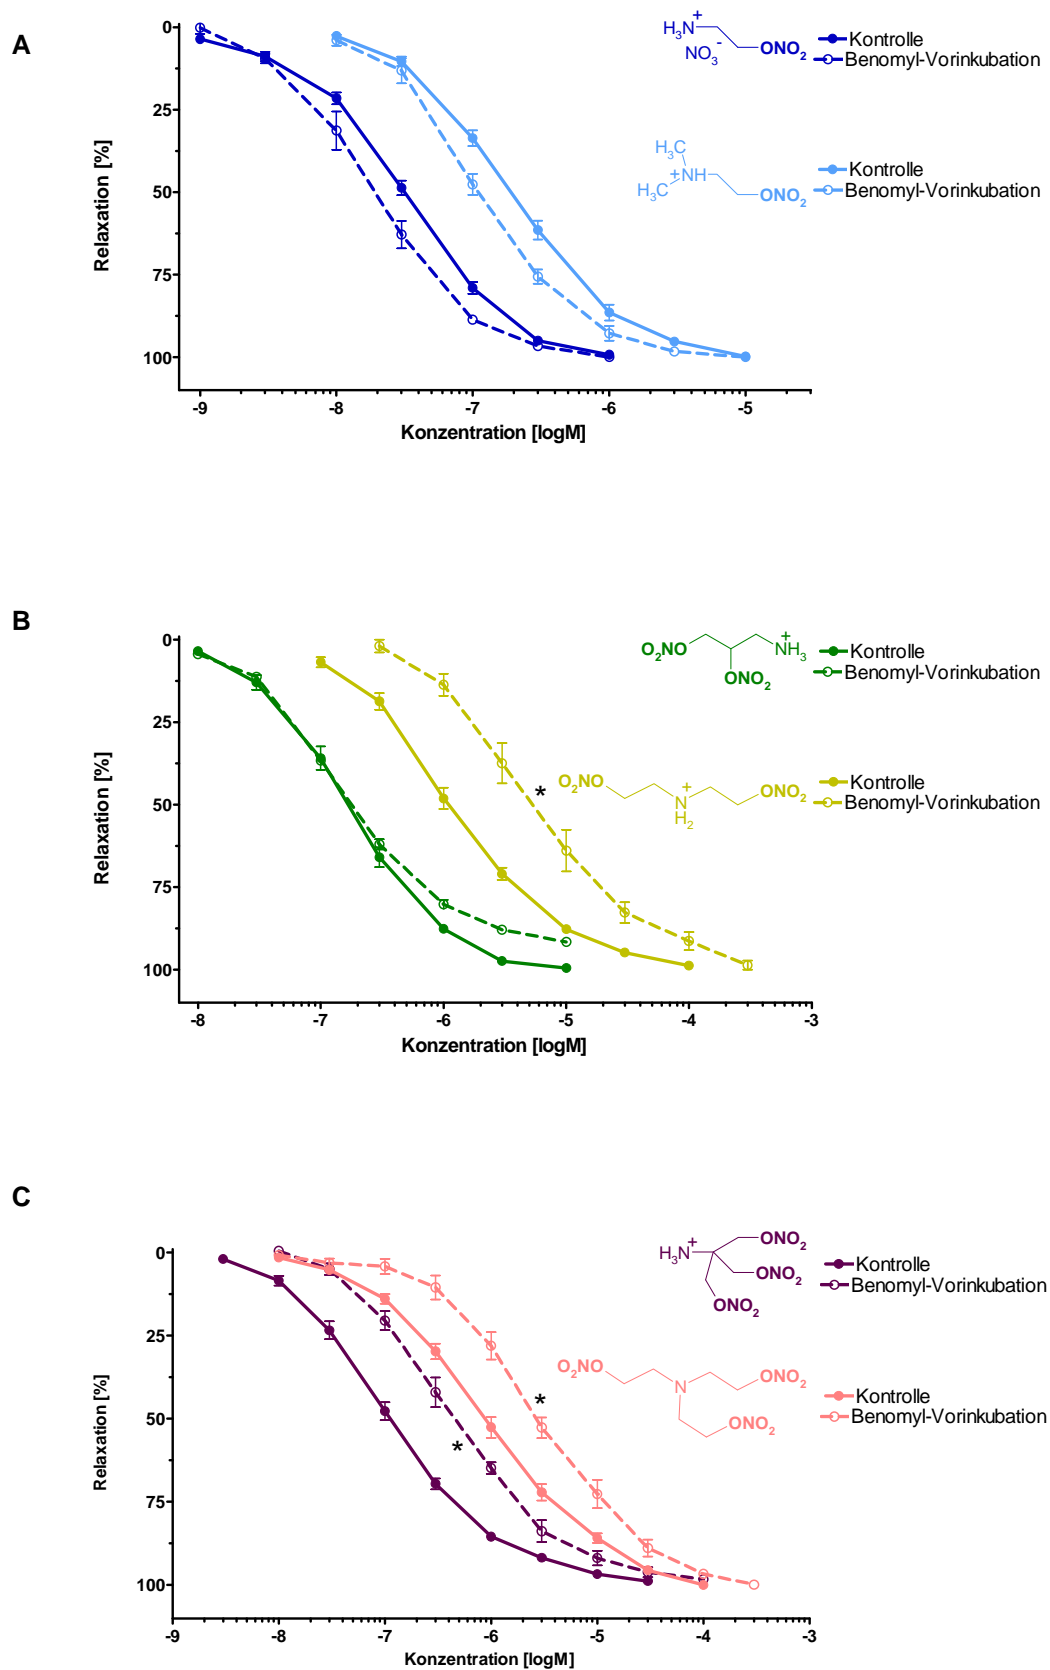 A
0
25
50
75
100
Relaxation [%]
-9 -8 -7 -6 -5
Konzentration [logM]
H3N+
NO3-
ONO2
Kontrolle
Benomyl-Vorinkubation
H3C
+NH
H3C
ONO2
Kontrolle
Benomyl-Vorinkubation
B
0
25
50
75
100
Relaxation [%]
-8 -7 -6 -5 -4 -3
Konzentration [logM]
*
O2NO
ONO2
+NH3
Kontrolle
Benomyl-Vorinkubation
O2NO
+N
H2
ONO2
Kontrolle
Benomyl-Vorinkubation
C
0
25
50
75
100
Relaxation [%]
-9 -8 -7 -6 -5 -4 -3
Konzentration [logM]
*
*
H3N+
ONO2
ONO2
ONO2
Kontrolle
Benomyl-Vorinkubation
O2NO
N
ONO2
ONO2
Kontrolle
Benomyl-Vorinkubation